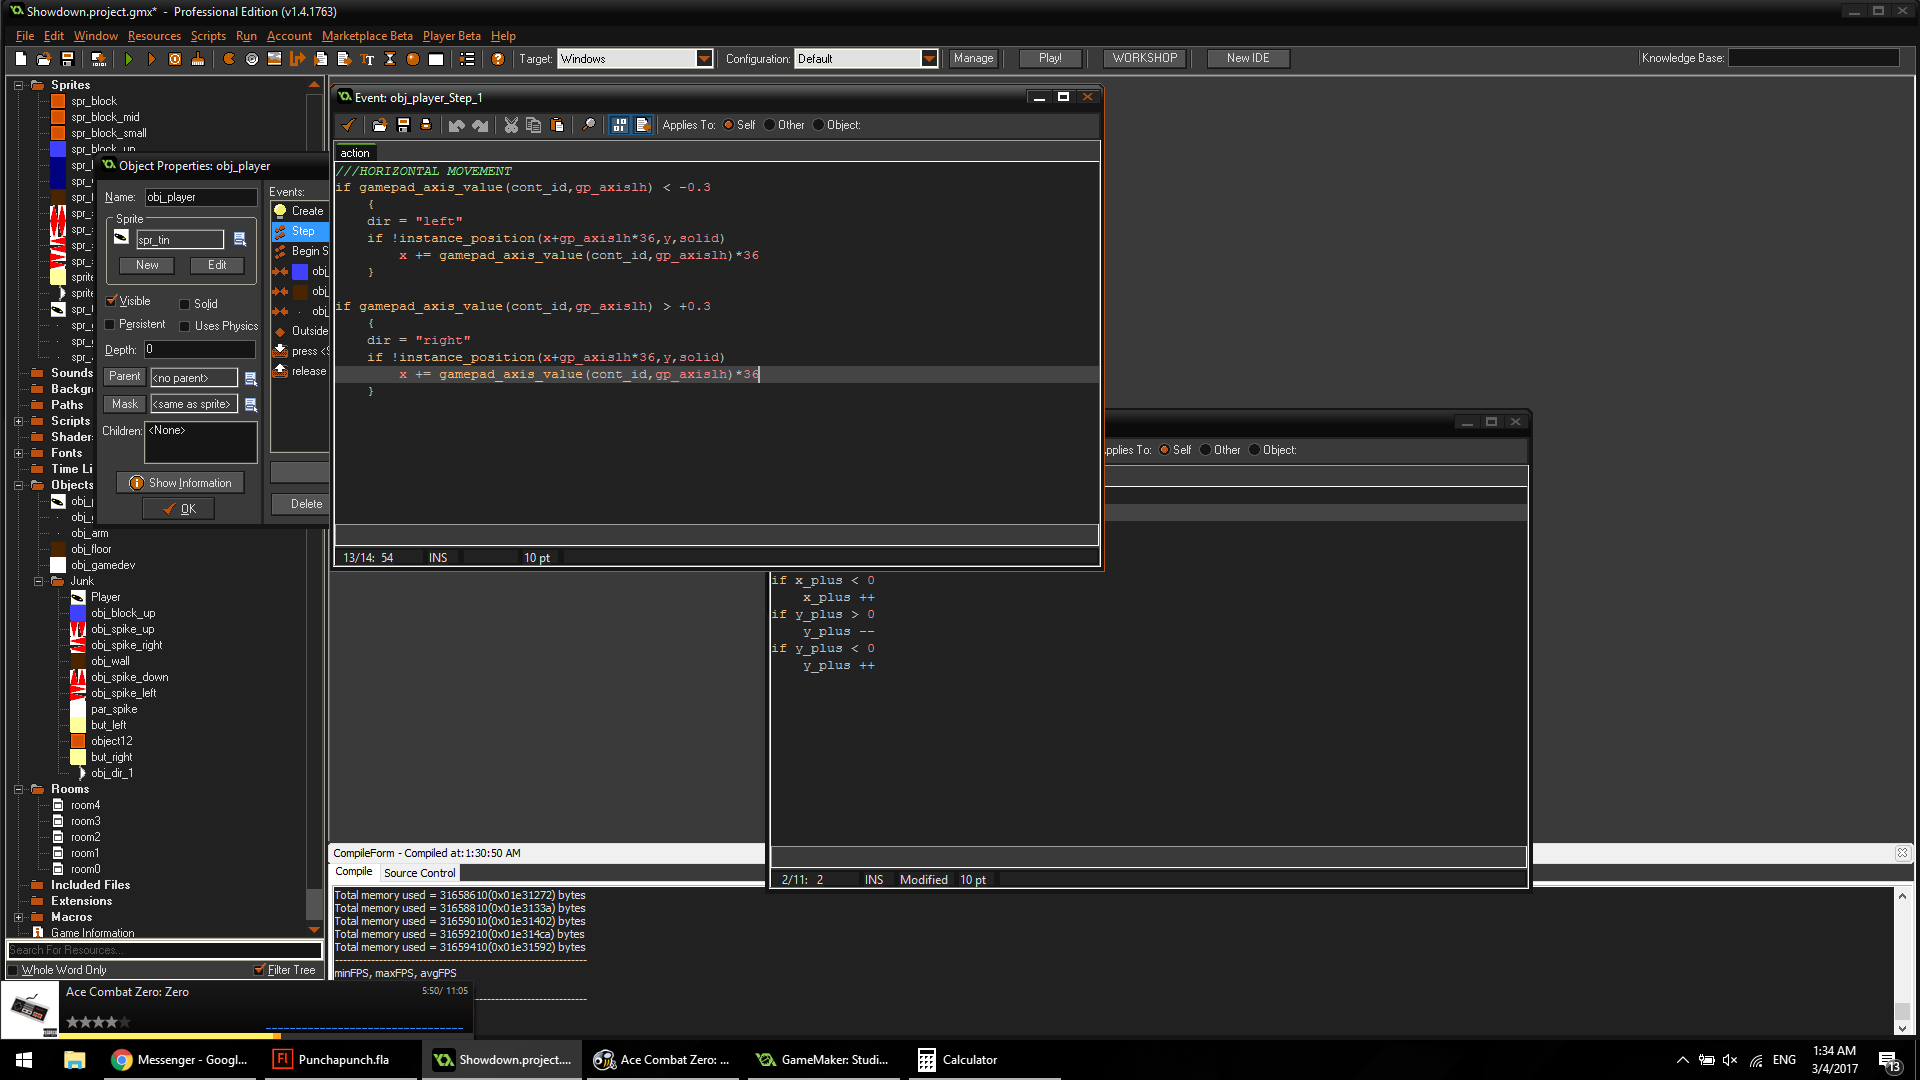 Showdown.project.gmx* - Professional Edition (v1.4.1763)
File Edit Window Resources Scripts Run Account Marketplace Beta Player Beta Help
Target: Windows Configuration: Default Manage Play! WORKSHOP New IDE Knowledge Base:
Sprites
spr_block
spr_block_mid
spr_block_small
spr_block_up
Object Properties: obj_player
Name: obj_player
Sprite
spr_tin
New Edit
Visible Solid
Persistent Uses Physics
Depth: 0
Parent <no parent>
Mask <same as sprite>
Children: <None>
Show Information
OK
Events:
Create
Step
Begin S
obj_
obj_
obj_
Outside
press <S
release
Delete
Event: obj_player_Step_1
Applies To: Self Other Object:
action
///HORIZONTAL MOVEMENT
if gamepad_axis_value(cont_id,gp_axislh) < -0.3
{
dir = "left"
if !instance_position(x+gp_axislh*36,y,solid)
x += gamepad_axis_value(cont_id,gp_axislh)*36
}
if gamepad_axis_value(cont_id,gp_axislh) > +0.3
{
dir = "right"
if !instance_position(x+gp_axislh*36,y,solid)
x += gamepad_axis_value(cont_id,gp_axislh)*36
}
13/14: 54 INS 10 pt
pplies To: Self Other Object:
if x_plus < 0
x_plus ++
if y_plus > 0
y_plus --
if y_plus < 0
y_plus ++
2/11: 2 INS Modified 10 pt
Sounds
Backgr
Paths
Scripts
Shader
Fonts
Time Li
Objects
obj_arm
obj_floor
obj_gamedev
Junk
Player
obj_block_up
obj_spike_up
obj_spike_right
obj_wall
obj_spike_down
obj_spike_left
par_spike
but_left
object12
but_right
obj_dir_1
Rooms
room4
room3
room2
room1
room0
Included Files
Extensions
Macros
Game Information
Search For Resources...
Whole Word Only Filter Tree
CompileForm - Compiled at:1:30:50 AM
Compile Source Control
Total memory used = 31658610(0x01e31272) bytes
Total memory used = 31658810(0x01e3133a) bytes
Total memory used = 31659010(0x01e31402) bytes
Total memory used = 31659210(0x01e314ca) bytes
Total memory used = 31659410(0x01e31592) bytes
minFPS, maxFPS, avgFPS
Ace Combat Zero: Zero 5:50/ 11:05
Messenger - Googl... Punchapunch.fla Showdown.project.... Ace Combat Zero: ... GameMaker: Studi... Calculator
ENG 1:34 AM
3/4/2017
13